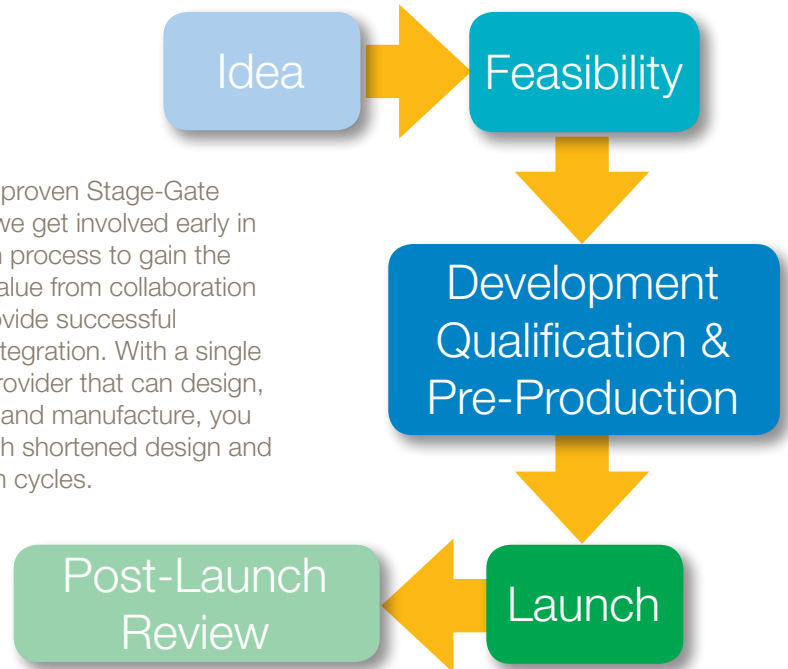 Idea
Feasibility
proven Stage-Gate
we get involved early in
process to gain the
from collaboration
successful
With a single
that can design,
and manufacture, you
shortened design and
cycles.
Development
Qualification &
Pre-Production
Launch
Post-Launch
Review